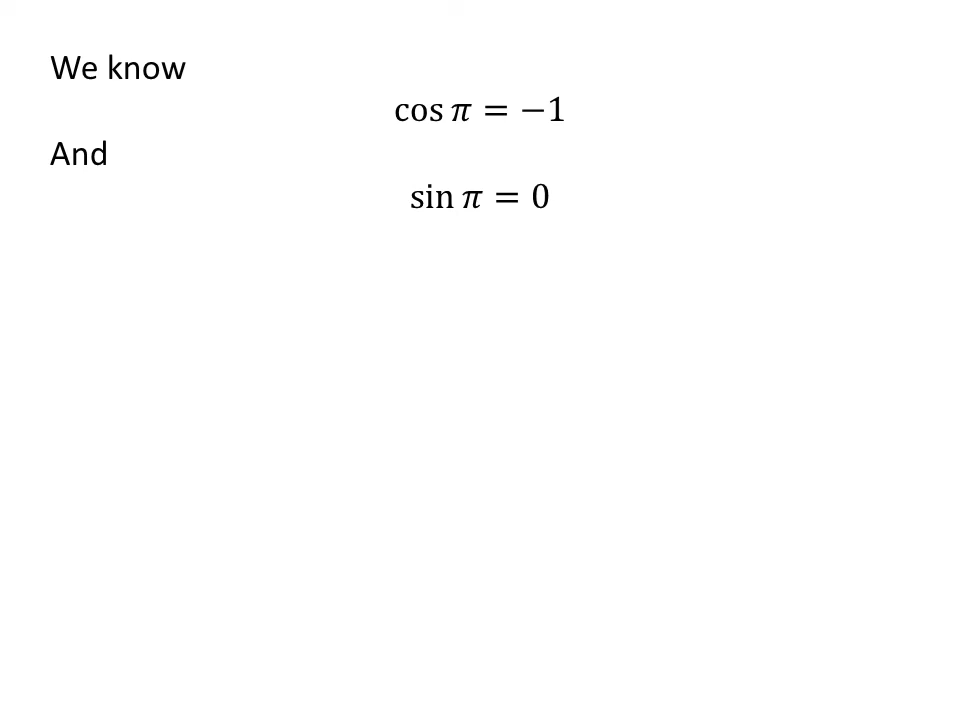 We know
cos π = −1
And
sin π = 0